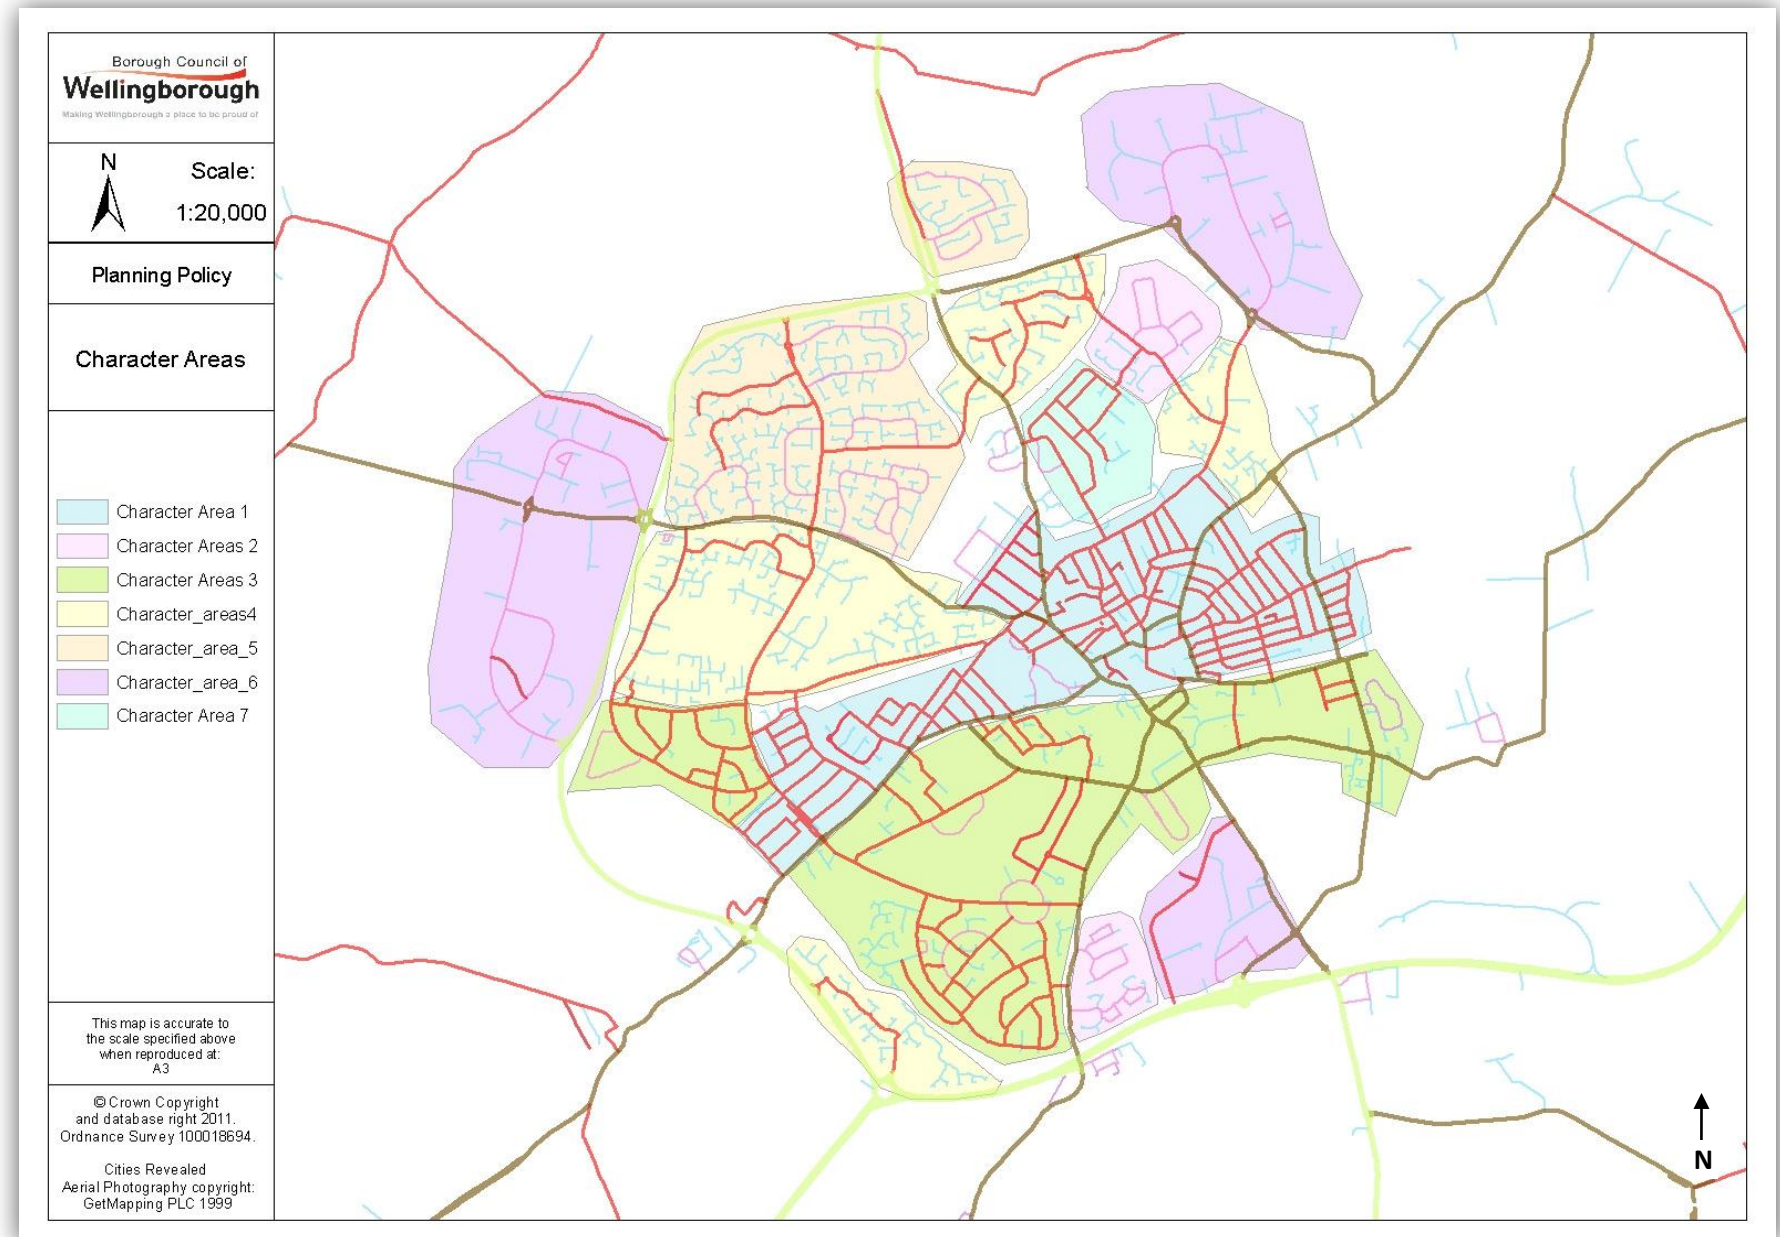 Borough Council of
Wellingborough
Making Wellingborough a place to be proud of
N
Scale:
1:20,000
Planning Policy
Character Areas
Character Area 1
Character Areas 2
Character Areas 3
Character_areas4
Character_area_5
Character_area_6
Character Area 7
This map is accurate to
the scale specified above
when reproduced at:
A3
© Crown Copyright
and database right 2011.
Ordnance Survey 100018694.
Cities Revealed
Aerial Photography copyright:
GetMapping PLC 1999
N